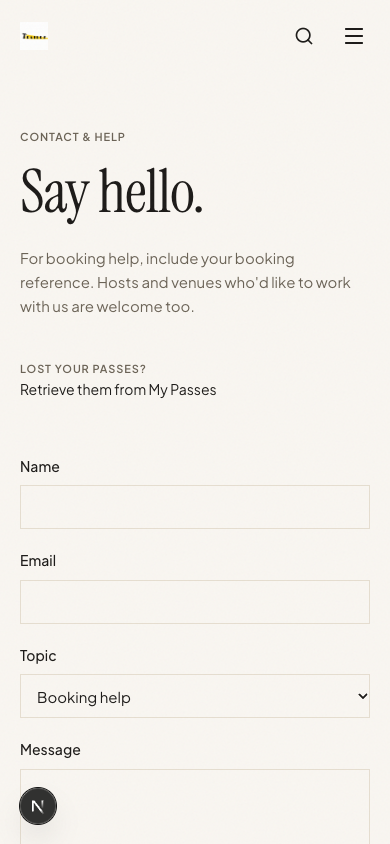 CONTACT & HELP
Say hello.
For booking help, include your booking
reference. Hosts and venues who'd like to work
with us are welcome too.
LOST YOUR PASSES?
Retrieve them from My Passes
Name
Email
Topic
Booking help
Message
N